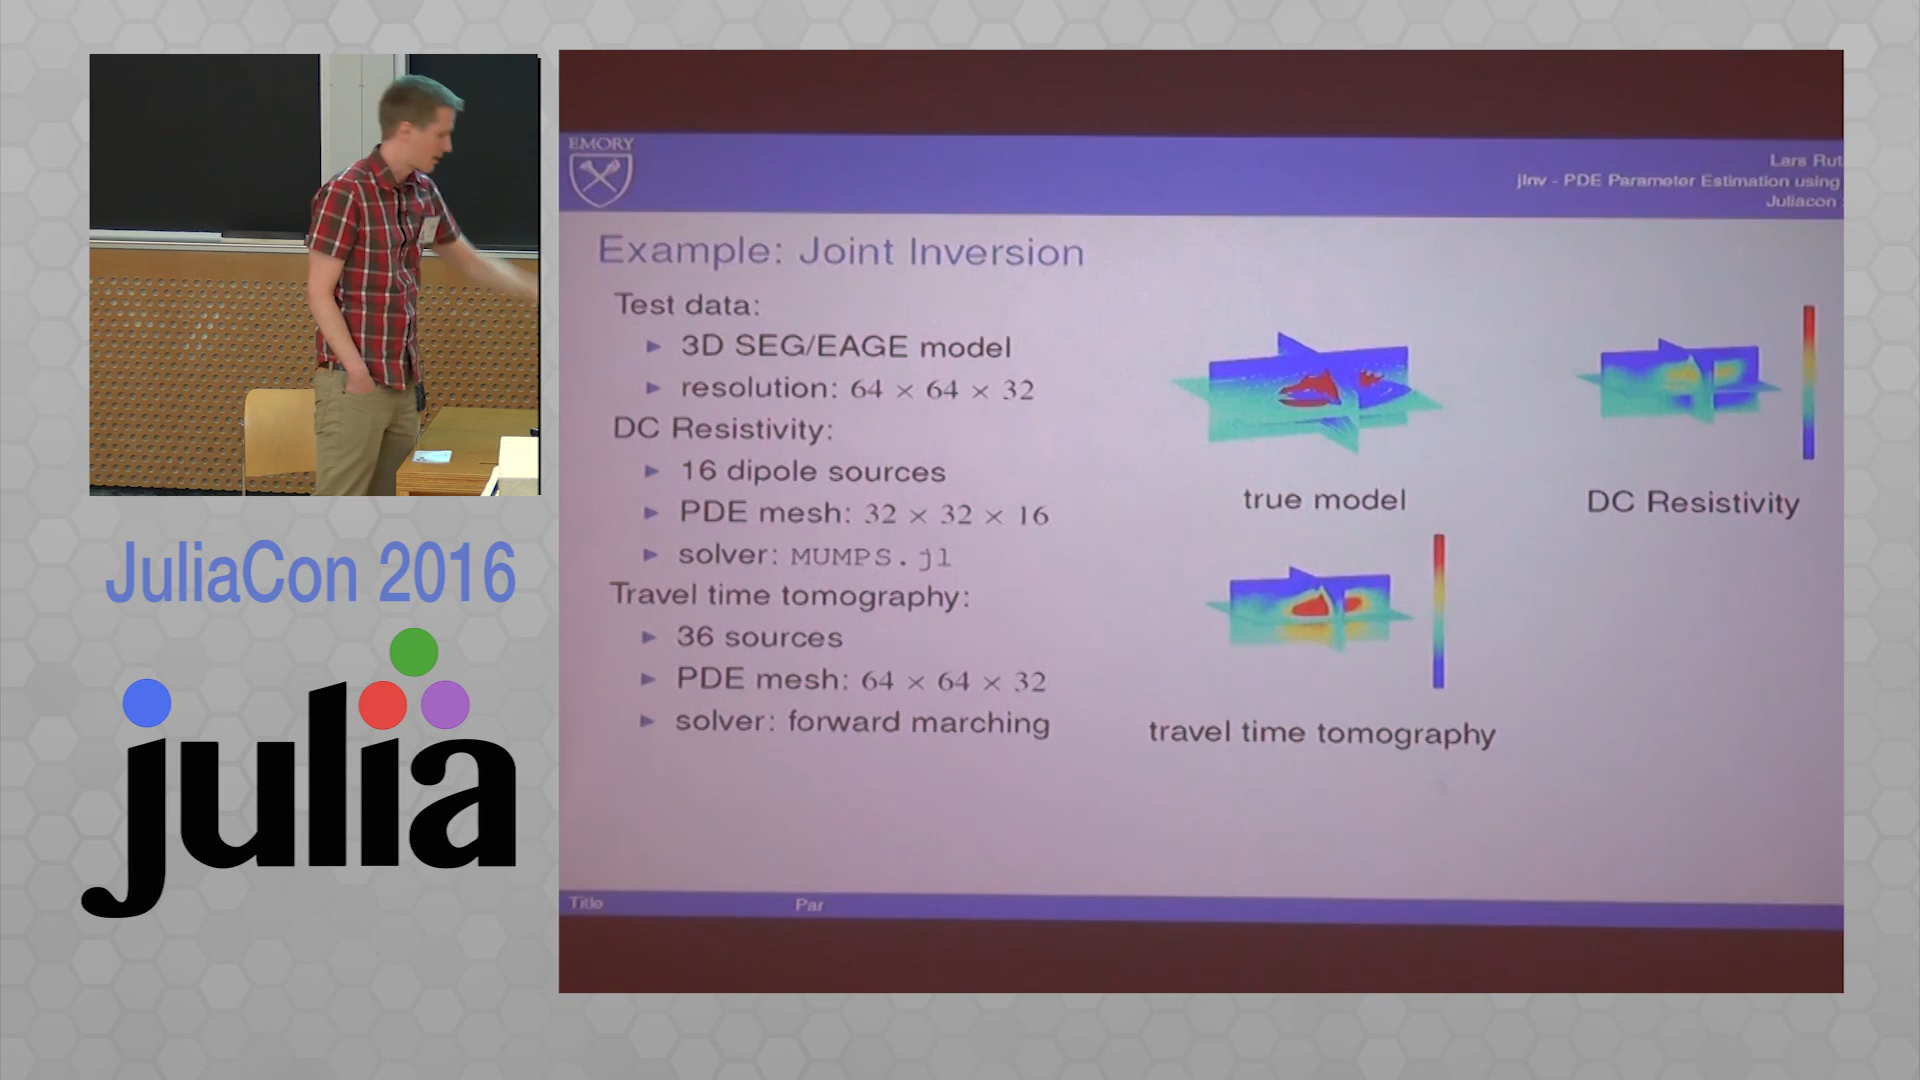 EMORY
Lars Rut
jInv - PDE Parameter Estimation using
Juliacon
Example: Joint Inversion
Test data:
3D SEG/EAGE model
resolution: 64 × 64 × 32
DC Resistivity:
16 dipole sources
PDE mesh: 32 × 32 × 16
solver: MUMPS.jl
Travel time tomography:
36 sources
PDE mesh: 64 × 64 × 32
solver: forward marching
true model
DC Resistivity
travel time tomography
Title
Par
JuliaCon 2016
julia